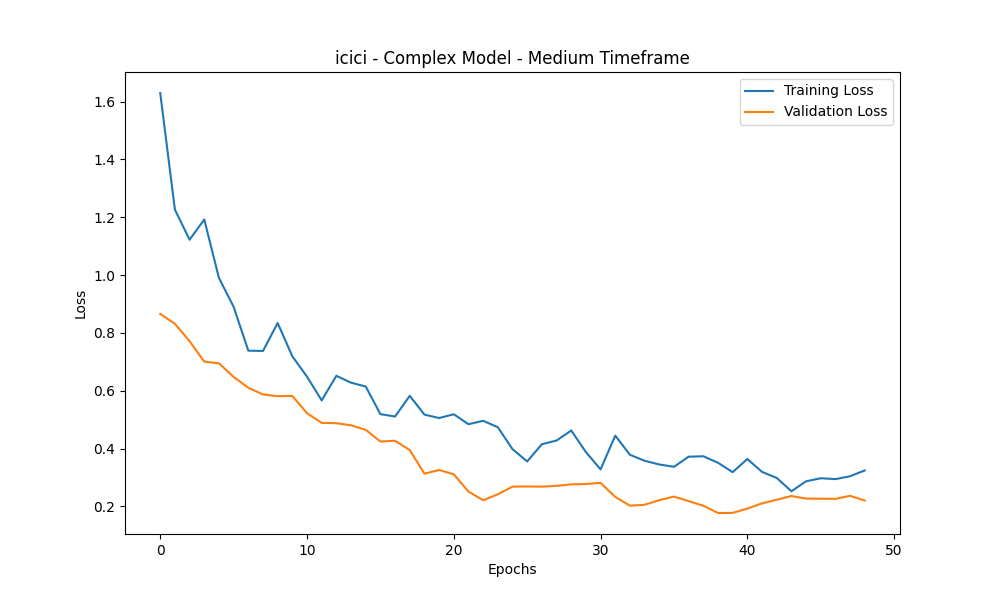 icici - Complex Model - Medium Timeframe
Training Loss
Validation Loss
1.6
1.4
1.2
1.0
0.8
0.6
0.4
0.2
Loss
0 10 20 30 40 50
Epochs